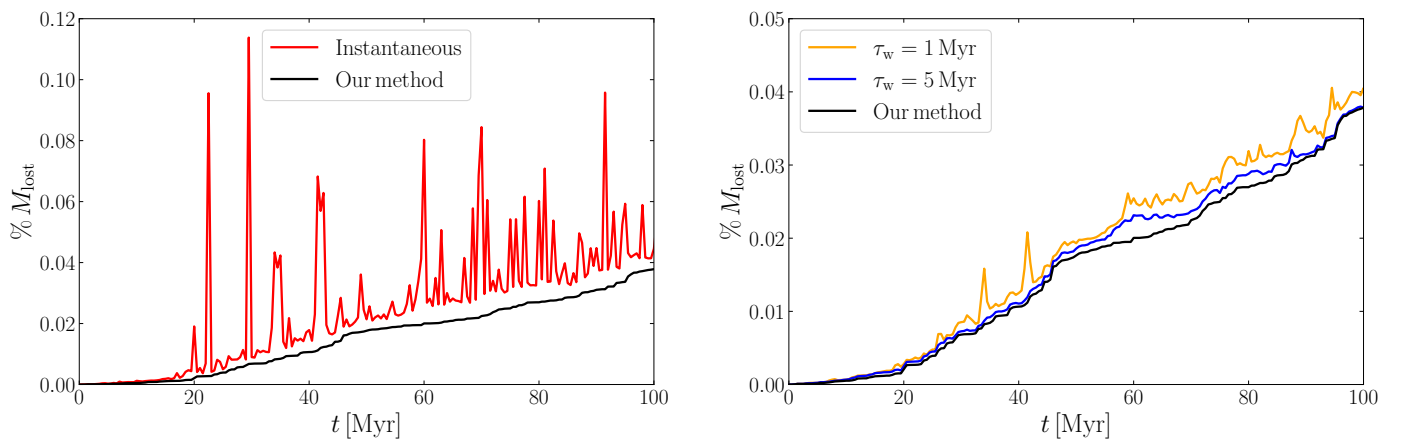 0.12
0.10
0.08
0.06
0.04
0.02
0.00
% M_lost
Instantaneous
Our method
0 20 40 60 80 100
t [Myr]
0.05
0.04
0.03
0.02
0.01
0.00
% M_lost
τ_w = 1 Myr
τ_w = 5 Myr
Our method
0 20 40 60 80 100
t [Myr]